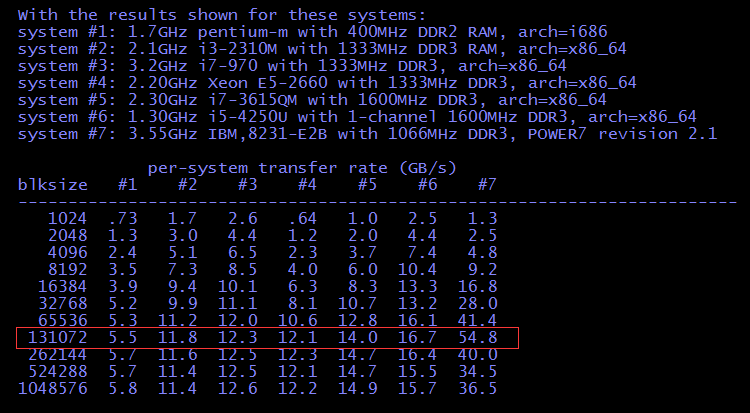 With the results shown for these systems:
system #1: 1.7GHz pentium-m with 400MHz DDR2 RAM, arch=i686
system #2: 2.1GHz i3-2310M with 1333MHz DDR3 RAM, arch=x86_64
system #3: 3.2GHz i7-970 with 1333MHz DDR3, arch=x86_64
system #4: 2.20GHz Xeon E5-2660 with 1333MHz DDR3, arch=x86_64
system #5: 2.30GHz i7-3615QM with 1600MHz DDR3, arch=x86_64
system #6: 1.30GHz i5-4250U with 1-channel 1600MHz DDR3, arch=x86_64
system #7: 3.55GHz IBM,8231-E2B with 1066MHz DDR3, POWER7 revision 2.1
per-system transfer rate (GB/s)
blksize #1 #2 #3 #4 #5 #6 #7
------------------------------------------------------------------------
1024 .73 1.7 2.6 .64 1.0 2.5 1.3
2048 1.3 3.0 4.4 1.2 2.0 4.4 2.5
4096 2.4 5.1 6.5 2.3 3.7 7.4 4.8
8192 3.5 7.3 8.5 4.0 6.0 10.4 9.2
16384 3.9 9.4 10.1 6.3 8.3 13.3 16.8
32768 5.2 9.9 11.1 8.1 10.7 13.2 28.0
65536 5.3 11.2 12.0 10.6 12.8 16.1 41.4
131072 5.5 11.8 12.3 12.1 14.0 16.7 54.8
262144 5.7 11.6 12.5 12.3 14.7 16.4 40.0
524288 5.7 11.4 12.5 12.1 14.7 15.5 34.5
1048576 5.8 11.4 12.6 12.2 14.9 15.7 36.5